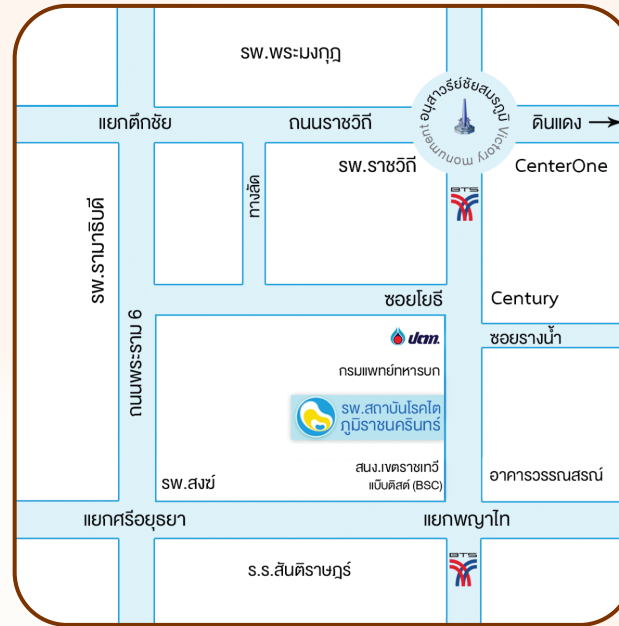 รพ.พระมงกุฎ
อนุสาวรีย์ชัยสมรภูมิ
Victory monument
แยกตึกชัย
ถนนราชวิถี
ดินแดง
รพ.ราชวิถี
CenterOne
ทางลัด
BTS
รพ.รามาธิบดี
ซอยโยธี
Century
ถนนพระราม 6
ปตท.
ซอยรางน้ำ
กรมแพทย์ทหารบก
รพ.สถาบันโรคไต
ภูมิราชนครินทร์
สนง.เขตราชเทวี
แบ๊บติสต์ (BSC)
รพ.สงฆ์
อาคารวรรณสรณ์
แยกศรีอยุธยา
แยกพญาไท
BTS
ร.ร.สันติราษฎร์